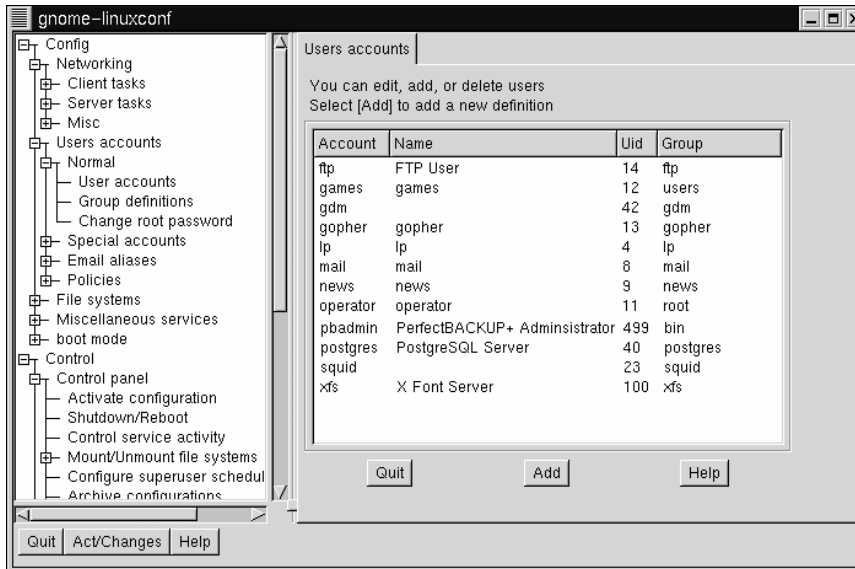 gnome-linuxconf
Config
Networking
Client tasks
Server tasks
Misc
Users accounts
Normal
User accounts
Group definitions
Change root password
Special accounts
Email aliases
Policies
File systems
Miscellaneous services
boot mode
Control
Control panel
Activate configuration
Shutdown/Reboot
Control service activity
Mount/Unmount file systems
Configure superuser schedul
Archive configurations
Quit Act/Changes Help
Users accounts
You can edit, add, or delete users
Select [Add] to add a new definition
Account Name Uid Group
ftp FTP User 14 ftp
games games 12 users
gdm 42 gdm
gopher gopher 13 gopher
lp lp 4 lp
mail mail 8 mail
news news 9 news
operator operator 11 root
pbadmin PerfectBACKUP+ Adminsistrator 499 bin
postgres PostgreSQL Server 40 postgres
squid 23 squid
xfs X Font Server 100 xfs
Quit Add Help